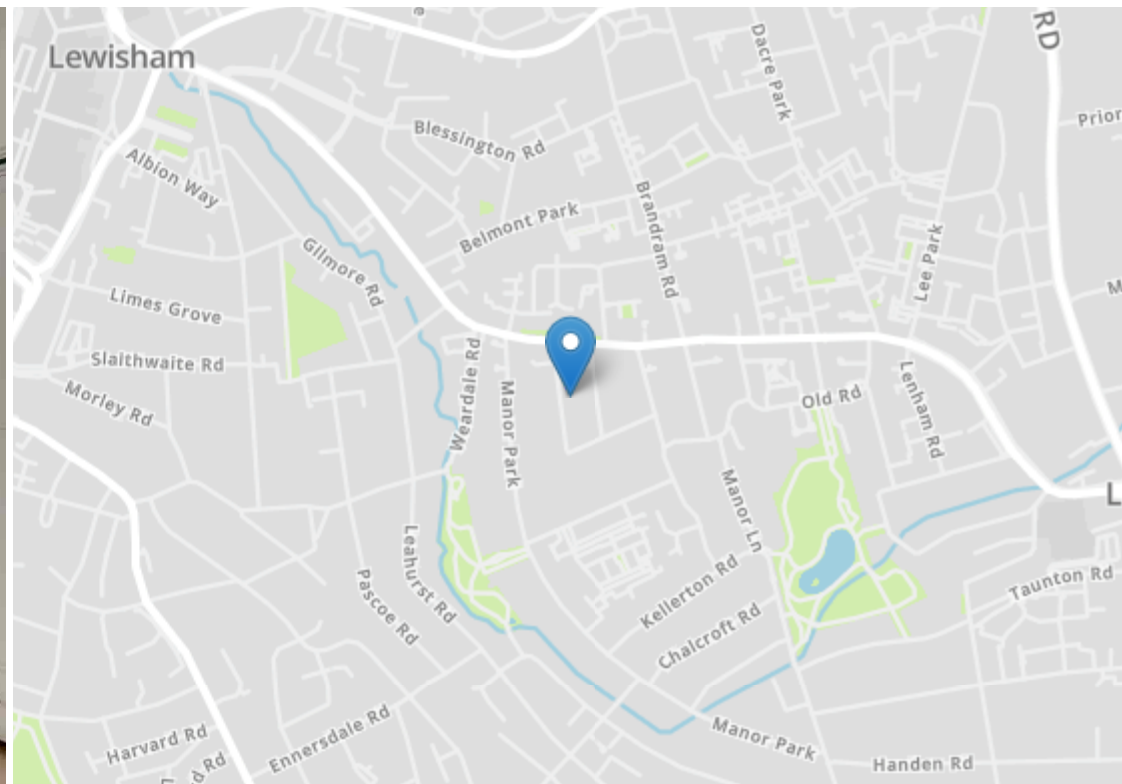 RD
Lewisham
Dacre Park
Prior
Blessington Rd
Albion Way
Brandram Rd
Belmont Park
Gilmore Rd
Lee Park
Limes Grove
Slaithwaite Rd
Weardale Rd
Manor Park
Lenham Rd
Old Rd
Morley Rd
Manor Ln
L
Leahurst Rd
Pascoe Rd
Kellerton Rd
Taunton Rd
Chalcroft Rd
Manor Park
Harvard Rd
Ennersdale Rd
d Rd
Handen Rd